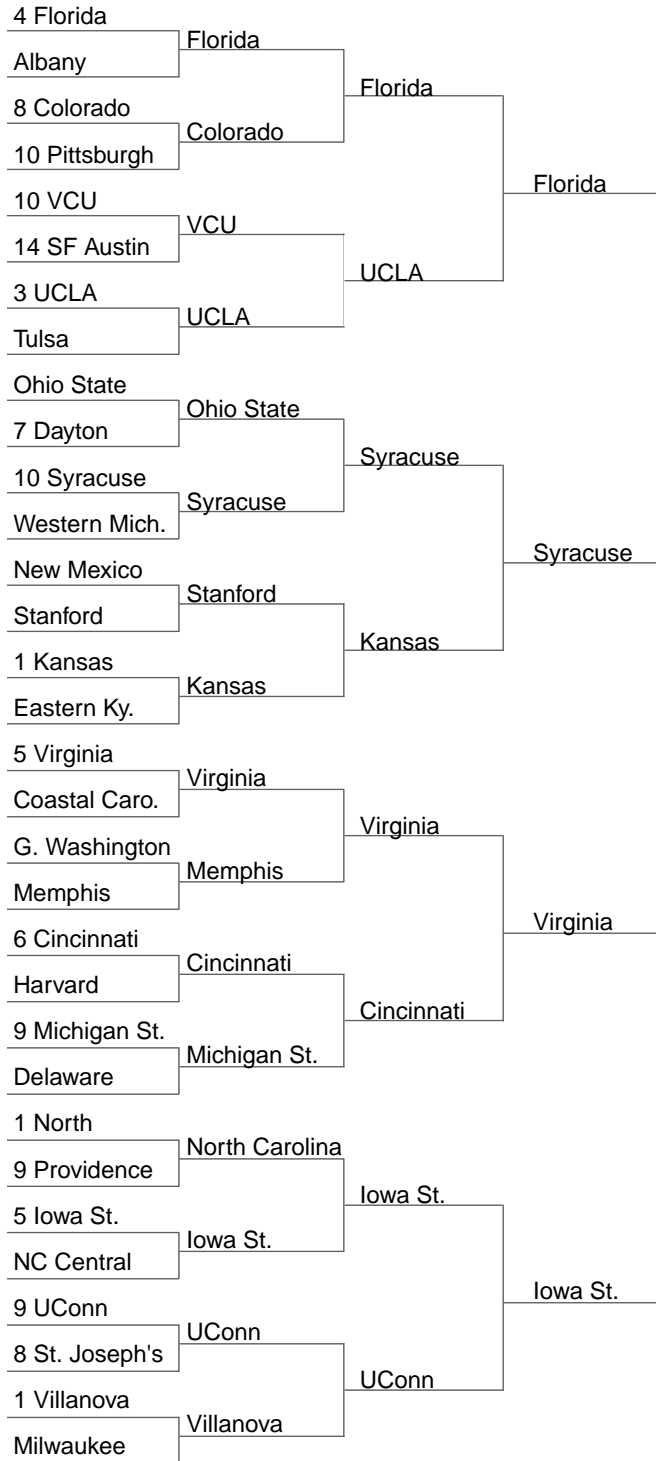 4 Florida
Florida
Albany
Florida
8 Colorado
Colorado
10 Pittsburgh
Florida
10 VCU
VCU
14 SF Austin
UCLA
3 UCLA
UCLA
Tulsa
Ohio State
Ohio State
7 Dayton
Syracuse
10 Syracuse
Syracuse
Western Mich.
Syracuse
New Mexico
Stanford
Stanford
Kansas
1 Kansas
Kansas
Eastern Ky.
5 Virginia
Virginia
Coastal Caro.
Virginia
G. Washington
Memphis
Memphis
Virginia
6 Cincinnati
Cincinnati
Harvard
Cincinnati
9 Michigan St.
Michigan St.
Delaware
1 North
North Carolina
9 Providence
Iowa St.
5 Iowa St.
Iowa St.
NC Central
Iowa St.
9 UConn
UConn
8 St. Joseph's
UConn
1 Villanova
Villanova
Milwaukee